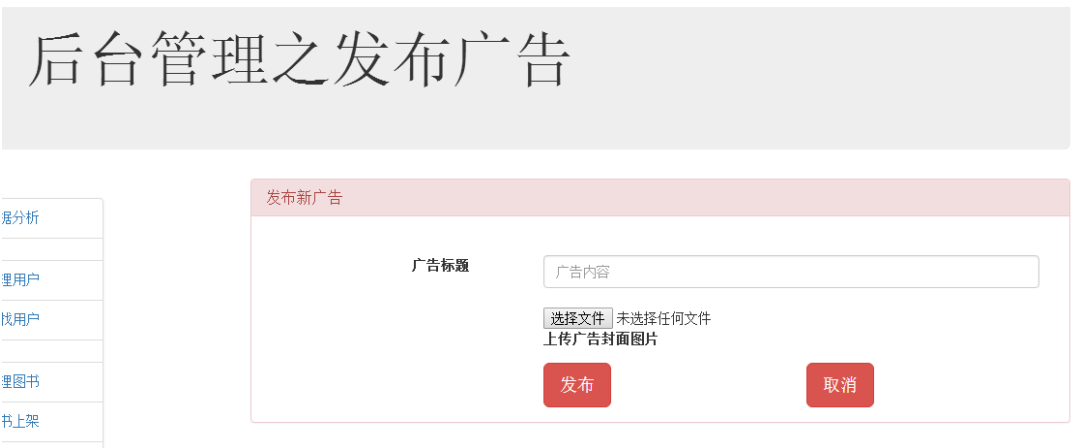 后台管理之发布广告
据分析
理用户
找用户
理图书
书上架
发布新广告
广告标题
广告内容
选择文件 未选择任何文件
上传广告封面图片
发布 取消